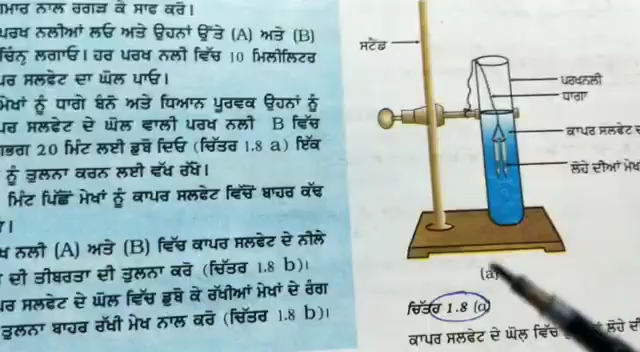 ਨਾਲ ਰਗੜ ਕੇ ਸਾਫ ਕਰੋ।
ਪਰਖ ਨਲੀਆਂ ਲਓ ਅਤੇ ਉਹਨਾਂ ਉੱਤੇ (A) ਅਤੇ (B)
ਚਿੰਨ੍ਹ ਲਗਾਓ। ਹਰ ਪਰਖ ਨਲੀ ਵਿੱਚ 10 ਮਿਲੀਲਿਟਰ
ਸਲਫੇਟ ਦਾ ਘੋਲ ਪਾਓ।
ਮੇਖਾਂ ਨੂੰ ਧਾਗੇ ਬੰਨੋ ਅਤੇ ਧਿਆਨ ਪੂਰਵਕ ਉਹਨਾਂ ਨੂੰ
ਸਲਫੇਟ ਦੇ ਘੋਲ ਵਾਲੀ ਪਰਖ ਨਲੀ B ਵਿੱਚ
20 ਮਿੰਟ ਲਈ ਡੁਬੋ ਦਿਓ (ਚਿੱਤਰ 1.8 a) ਇੱਕ
ਨੂੰ ਤੁਲਨਾ ਕਰਨ ਲਈ ਵੱਖ ਰੱਖੋ।
ਮਿੰਟ ਪਿੱਛੋਂ ਮੇਖਾਂ ਨੂੰ ਕਾਪਰ ਸਲਫੇਟ ਵਿੱਚੋਂ ਬਾਹਰ ਕੱਢ
ਨਲੀ (A) ਅਤੇ (B) ਵਿੱਚ ਕਾਪਰ ਸਲਫੇਟ ਦੇ ਨੀਲੇ
ਦੀ ਤੀਬਰਤਾ ਦੀ ਤੁਲਨਾ ਕਰੋ (ਚਿੱਤਰ 1.8 b)।
ਸਲਫੇਟ ਦੇ ਘੋਲ ਵਿੱਚ ਡੁਬੋ ਕੇ ਰੱਖੀਆਂ ਮੇਖਾਂ ਦੇ ਰੰਗ
ਤੁਲਨਾ ਬਾਹਰ ਰੱਖੀ ਮੇਖ ਨਾਲ ਕਰੋ (ਚਿੱਤਰ 1.8 b)।
ਸਟੈਂਡ
ਪਰਖਨਲੀ
ਧਾਗਾ
ਕਾਪਰ ਸਲਫੇਟ
ਲੋਹੇ ਦੀਆਂ ਮੇਖ
(a)
ਚਿੱਤਰ 1.8 (a)
ਕਾਪਰ ਸਲਫੇਟ ਦੇ ਘੋਲ ਵਿੱਚ ਲੋਹੇ ਦੀ